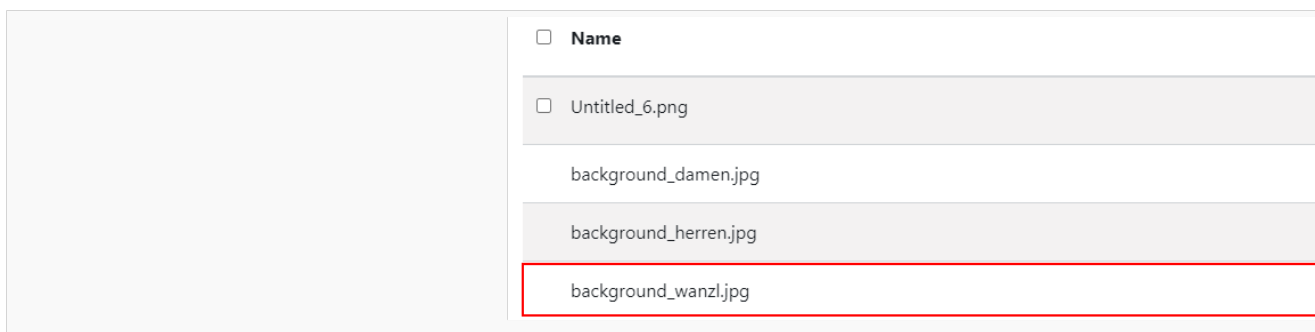 Name
Untitled_6.png
background_damen.jpg
background_herren.jpg
background_wanzl.jpg